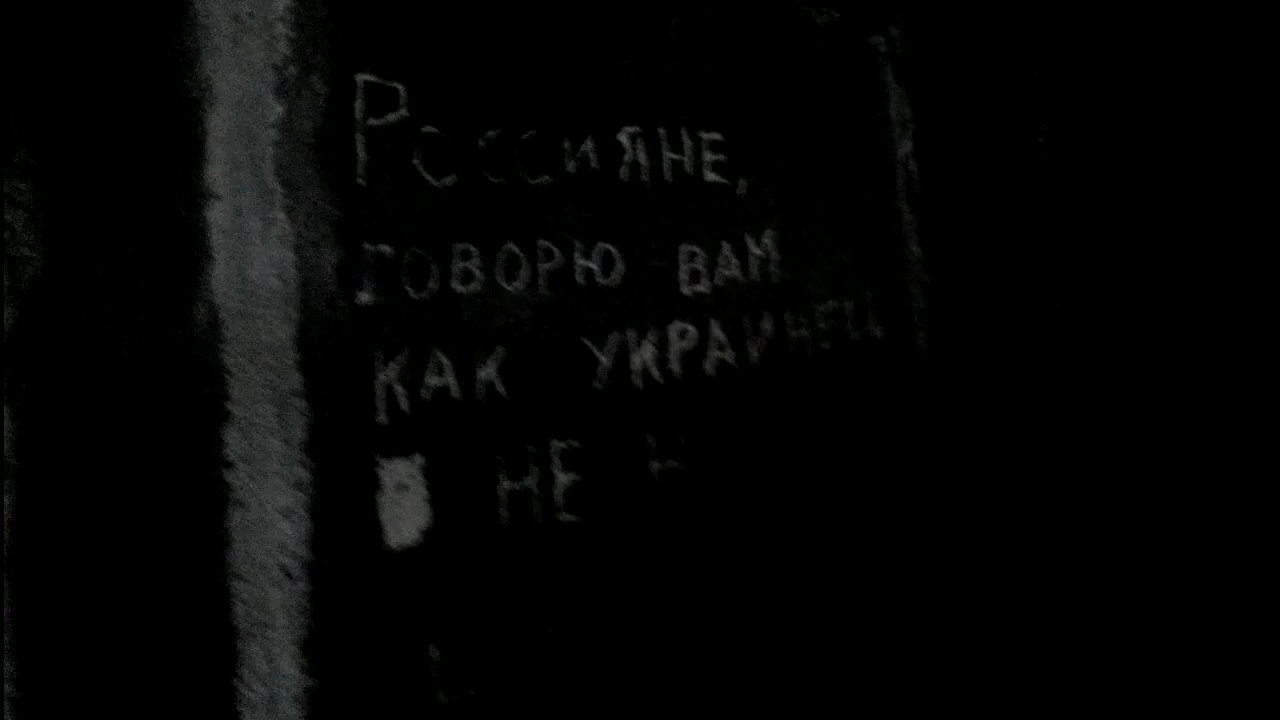 Россияне,
говорю вам
как украинец
не